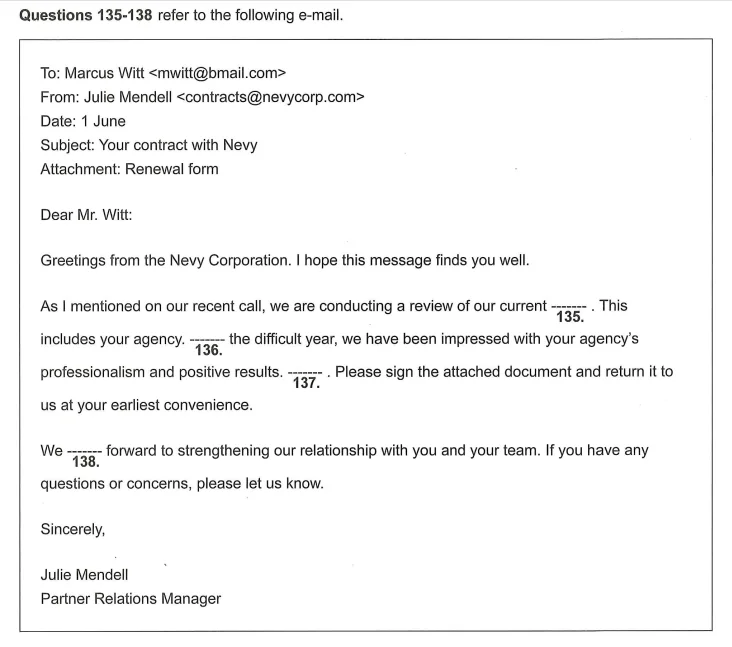 Questions 135-138 refer to the following e-mail.
To: Marcus Witt <mwitt@bmail.com>
From: Julie Mendell <contracts@nevycorp.com>
Date: 1 June
Subject: Your contract with Nevy
Attachment: Renewal form
Dear Mr. Witt:
Greetings from the Nevy Corporation. I hope this message finds you well.
As I mentioned on our recent call, we are conducting a review of our current ------- . This
135.
includes your agency. ------- the difficult year, we have been impressed with your agency's
136.
professionalism and positive results. ------- . Please sign the attached document and return it to
137.
us at your earliest convenience.
We ------- forward to strengthening our relationship with you and your team. If you have any
138.
questions or concerns, please let us know.
Sincerely,
Julie Mendell
Partner Relations Manager